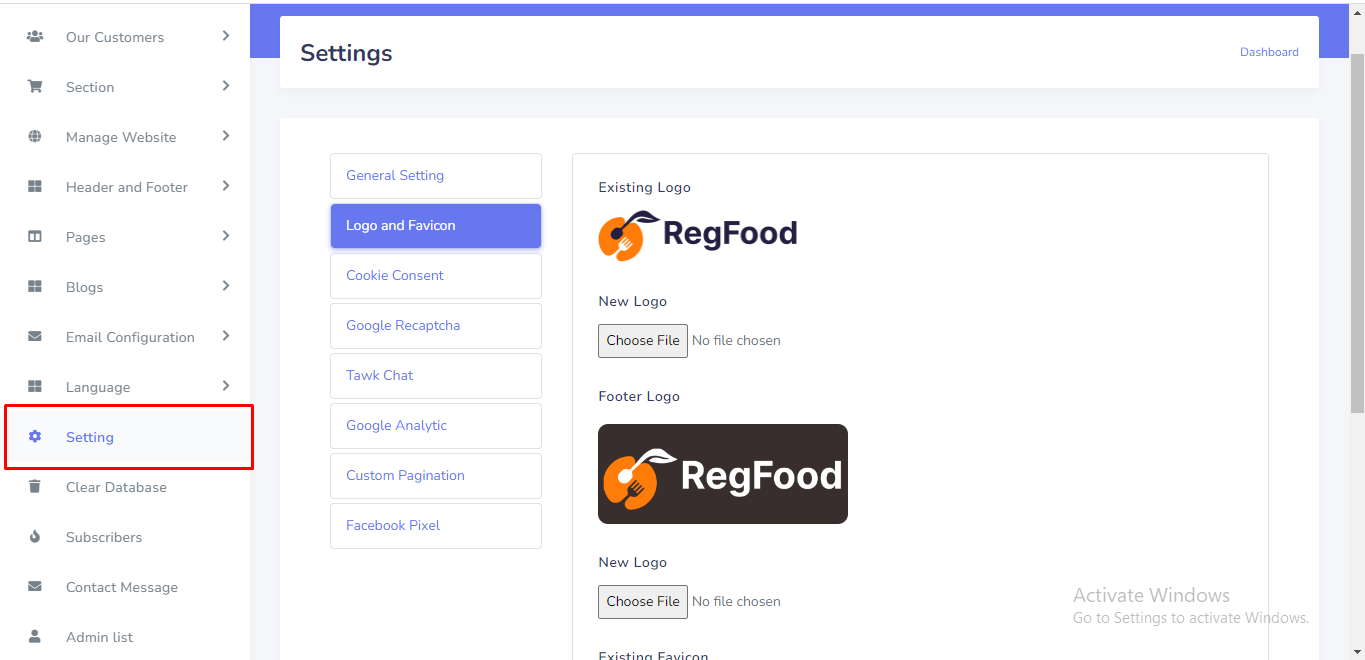 Our Customers
Section
Manage Website
Header and Footer
Pages
Blogs
Email Configuration
Language
Setting
Clear Database
Subscribers
Contact Message
Admin list
Settings
Dashboard
General Setting
Logo and Favicon
Cookie Consent
Google Recaptcha
Tawk Chat
Google Analytic
Custom Pagination
Facebook Pixel
Existing Logo
RegFood
New Logo
Choose File No file chosen
Footer Logo
RegFood
New Logo
Choose File No file chosen
Existing Favicon
Activate Windows
Go to Settings to activate Windows.